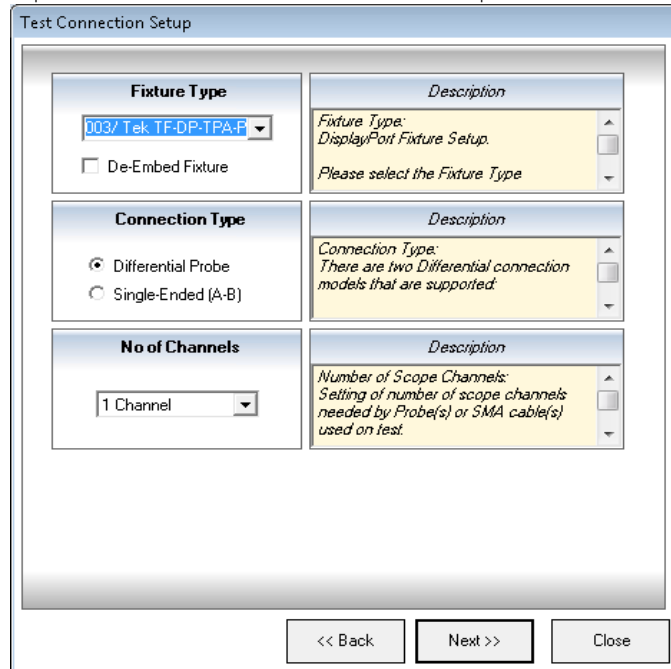 Test Connection Setup
Fixture Type
Description
003/ Tek TF-DP-TPA-P
De-Embed Fixture
Fixture Type:
DisplayPort Fixture Setup.
Please select the Fixture Type
Connection Type
Description
Differential Probe
Single-Ended (A-B)
Connection Type:
There are two Differential connection
models that are supported:
No of Channels
Description
1 Channel
Number of Scope Channels:
Setting of number of scope channels
needed by Probe(s) or SMA cable(s)
used on test.
<< Back
Next >>
Close